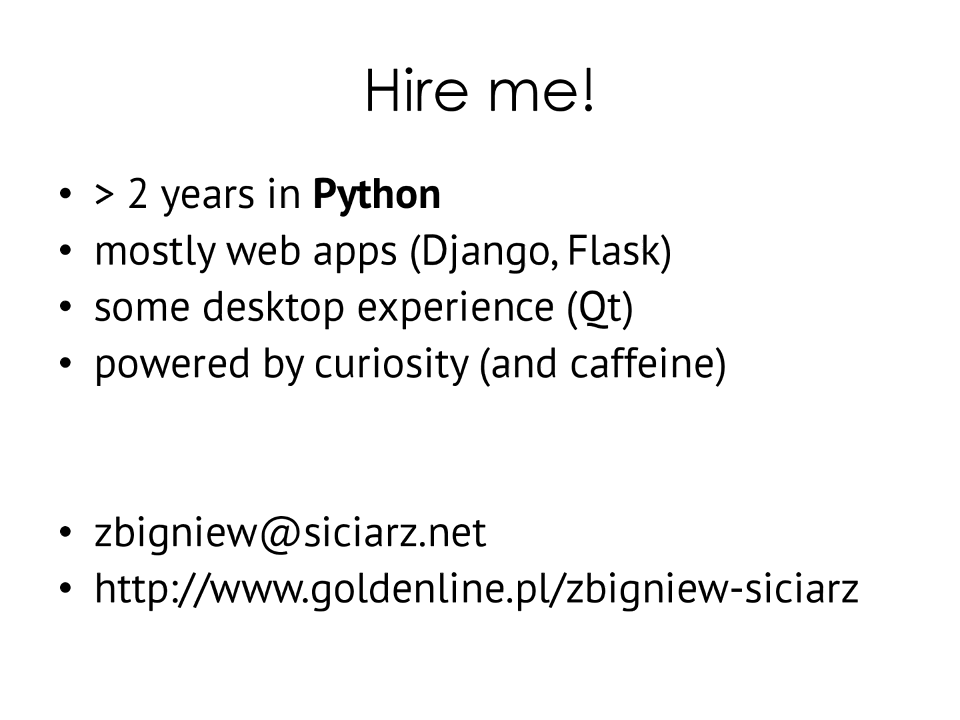 Hire me!
• > 2 years in Python
• mostly web apps (Django, Flask)
• some desktop experience (Qt)
• powered by curiosity (and caffeine)
• zbigniew@siciarz.net
• http://www.goldenline.pl/zbigniew-siciarz